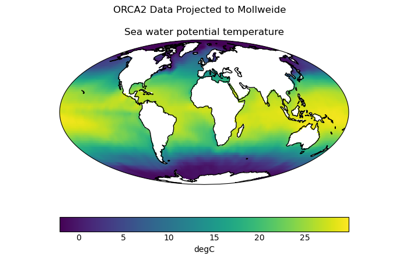 ORCA2 Data Projected to Mollweide
Sea water potential temperature
0 5 10 15 20 25
degC